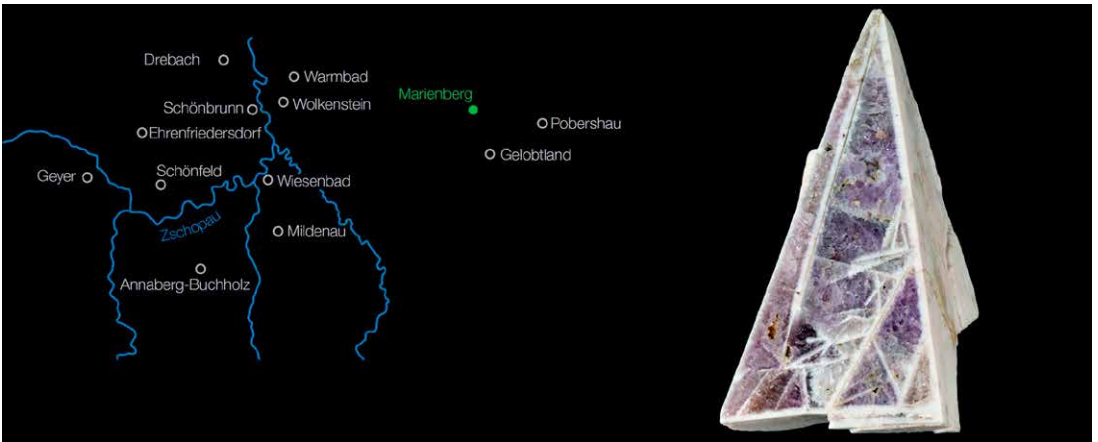 Drebach
Warmbad
Marienberg
Wolkenstein
Schönbrunn
Pobershau
Ehrenfriedersdorf
Gelobtland
Schönfeld
Geyer
Wiesenbad
Zschopau
Mildenau
Annaberg-Buchholz